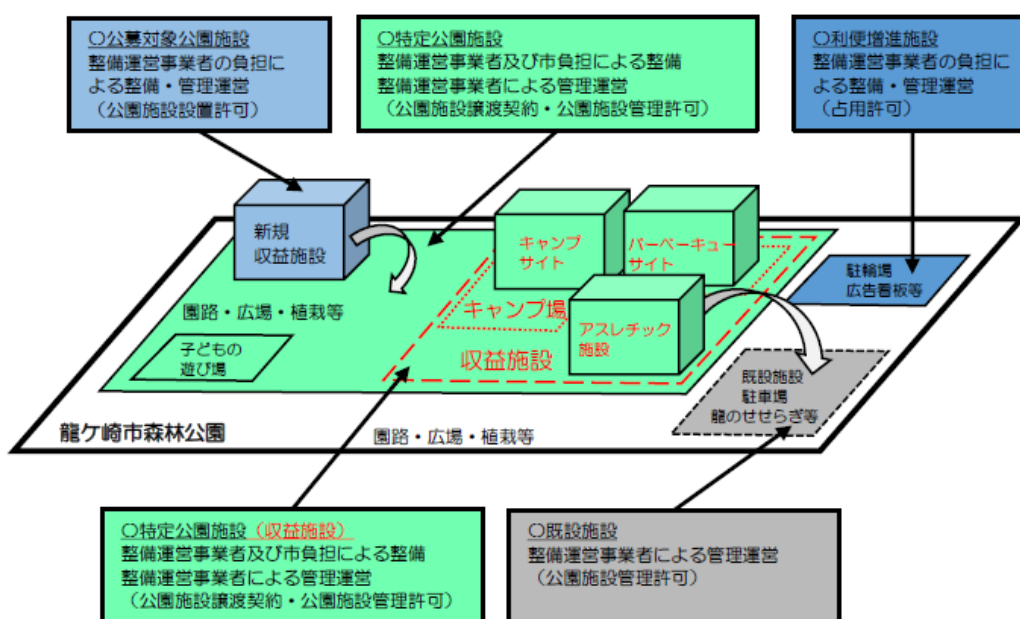 〇公募対象公園施設
整備運営事業者の負担に
よる整備・管理運営
（公園施設設置許可）
〇特定公園施設
整備運営事業者及び市負担による整備
整備運営事業者による管理運営
（公園施設譲渡契約・公園施設管理許可）
〇利便増進施設
整備運営事業者の負担に
よる整備・管理運営
（占用許可）
新規
収益施設
キャンプ
サイト
バーベーキュー
サイト
駐輪場
広告看板等
園路・広場・植栽等
キャンプ場
アスレチック
施設
子どもの
遊び場
収益施設
既設施設
駐車場
龍のせせらぎ等
龍ケ崎市森林公園
園路・広場・植栽等
〇特定公園施設（収益施設）
整備運営事業者及び市負担による整備
整備運営事業者による管理運営
（公園施設譲渡契約・公園施設管理許可）
〇既設施設
整備運営事業者による管理運営
（公園施設管理許可）